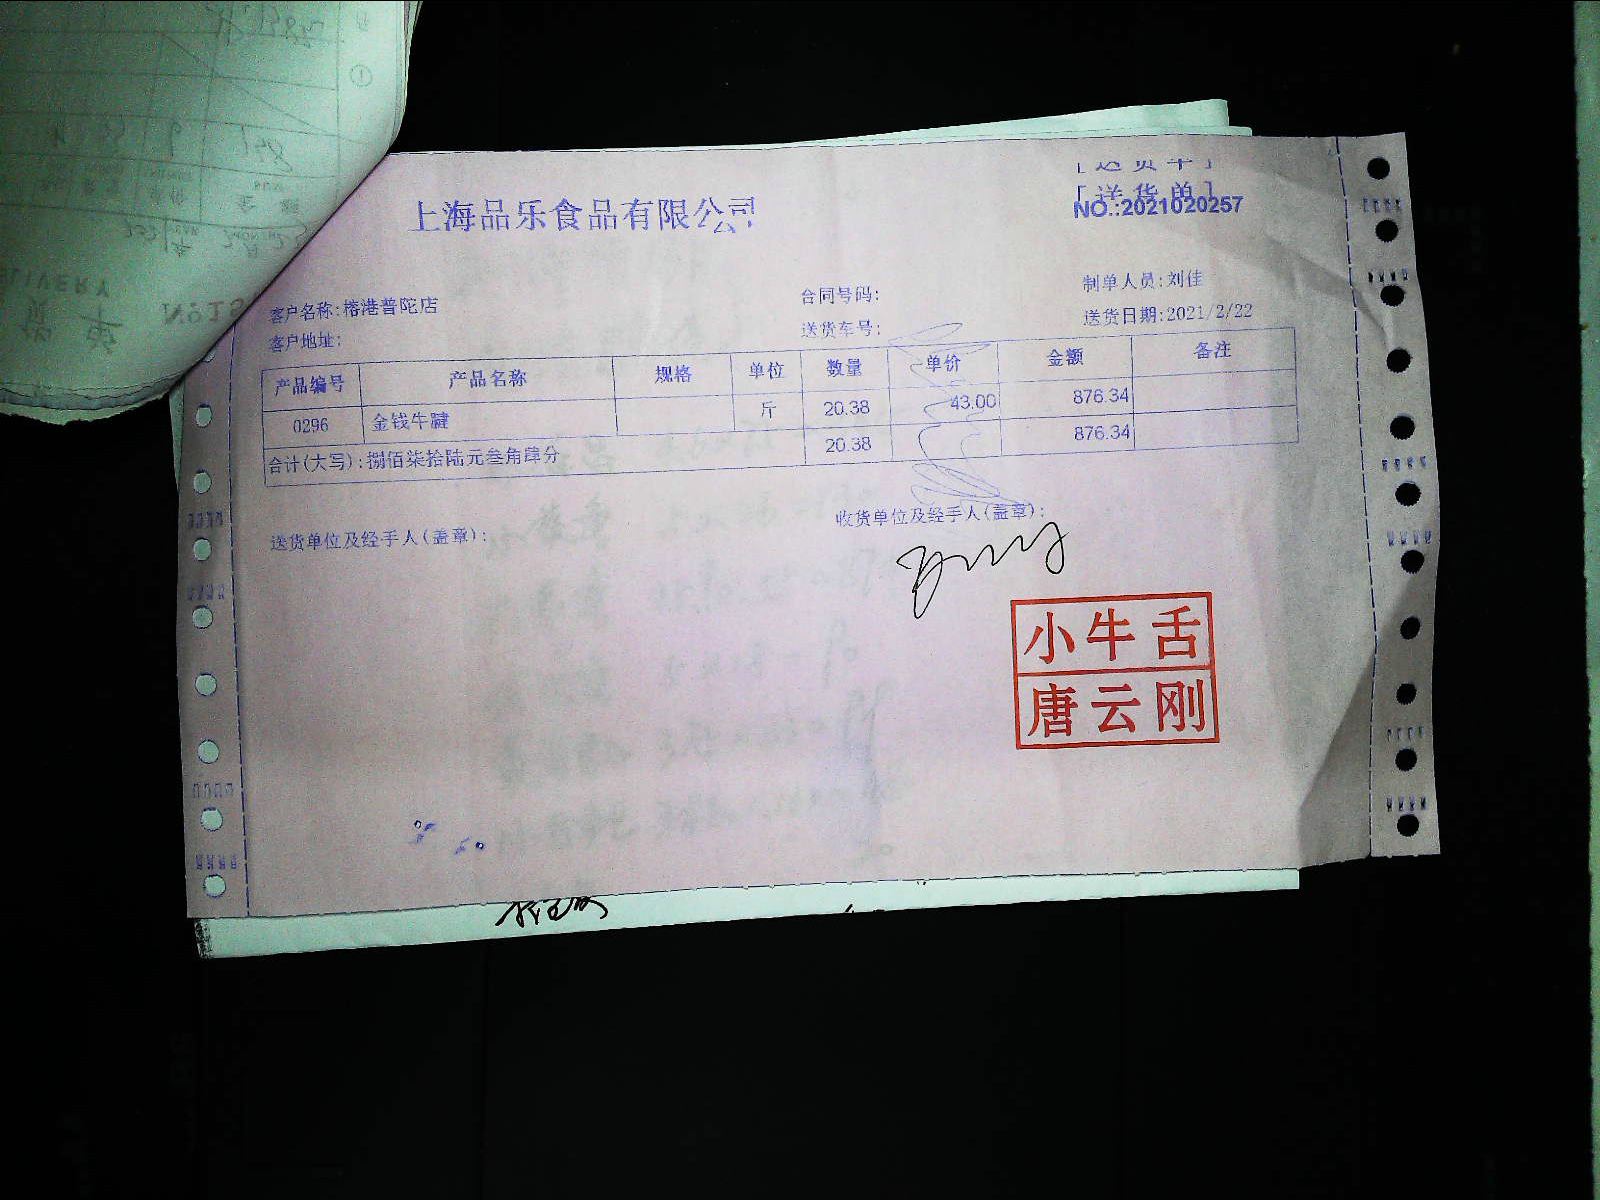 [送货单]
[送货单]
上海品乐食品有限公司
NO.:2021020257
客户名称:榕港普陀店
合同号码:
制单人员:刘佳
客户地址:
送货车号:
送货日期:2021/2/22
产品编号 产品名称 规格 单位 数量 单价 金额 备注
0296 金钱牛腱 斤 20.38 43.00 876.34
合计(大写):捌佰柒拾陆元叁角肆分 20.38 876.34
送货单位及经手人(盖章):
收货单位及经手人(盖章):
小牛舌
唐云刚